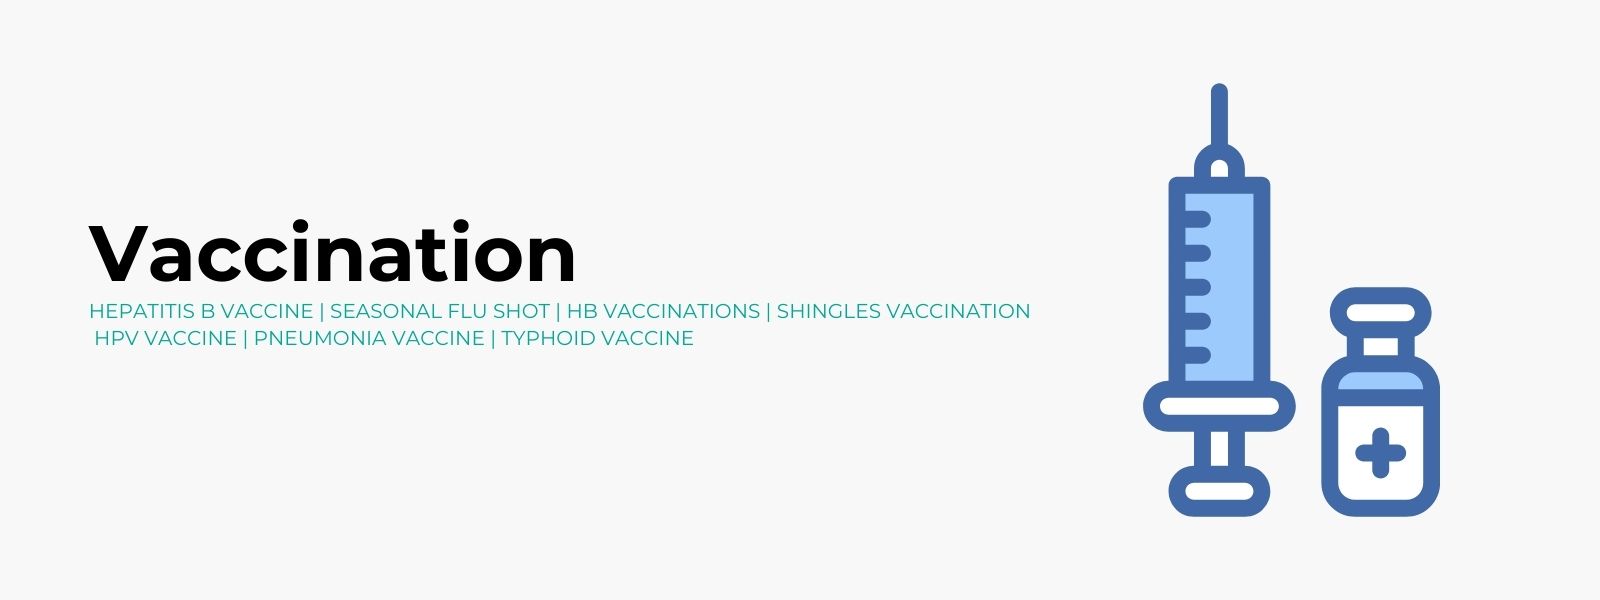 Vaccination
HEPATITIS B VACCINE | SEASONAL FLU SHOT | HB VACCINATIONS | SHINGLES VACCINATION
HPV VACCINE | PNEUMONIA VACCINE | TYPHOID VACCINE